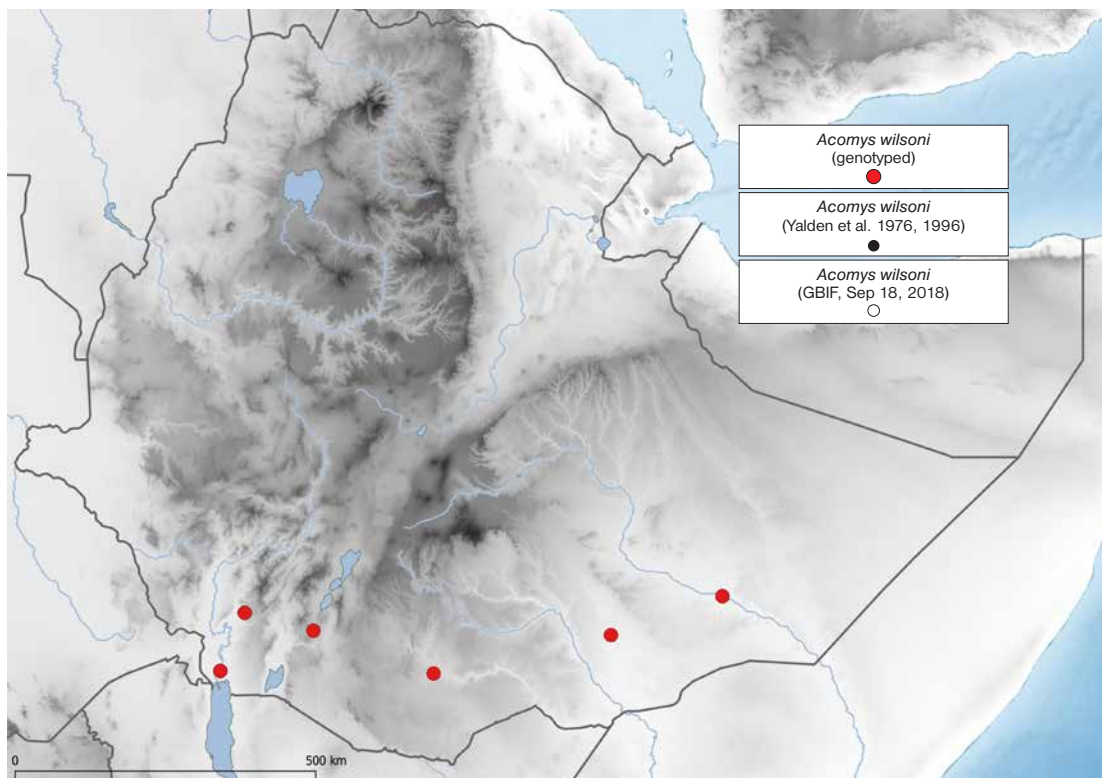 Acomys wilsoni
(genotyped)
Acomys wilsoni
(Yalden et al. 1976, 1996)
Acomys wilsoni
(GBIF, Sep 18, 2018)
0 500 km